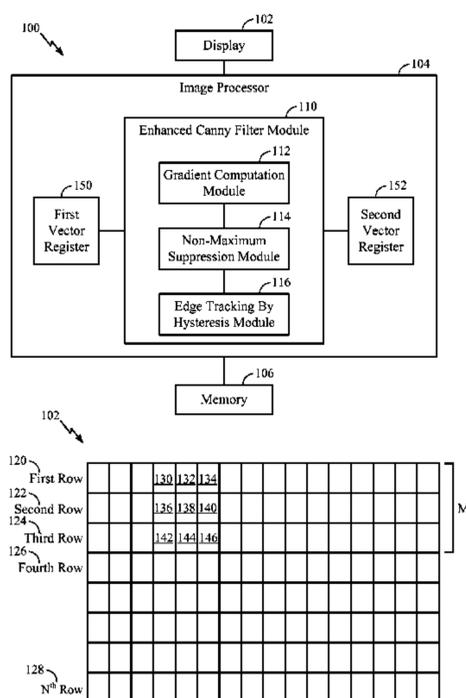 100
102
Display
104
Image Processor
110
Enhanced Canny Filter Module
112
Gradient Computation
Module
150
First
Vector
Register
152
Second
Vector
Register
114
Non-Maximum
Suppression Module
116
Edge Tracking By
Hysteresis Module
106
Memory
102
120
First Row
130 132 134
122
Second Row
136 138 140
M
124
Third Row
142 144 146
126
Fourth Row
128
Nth Row